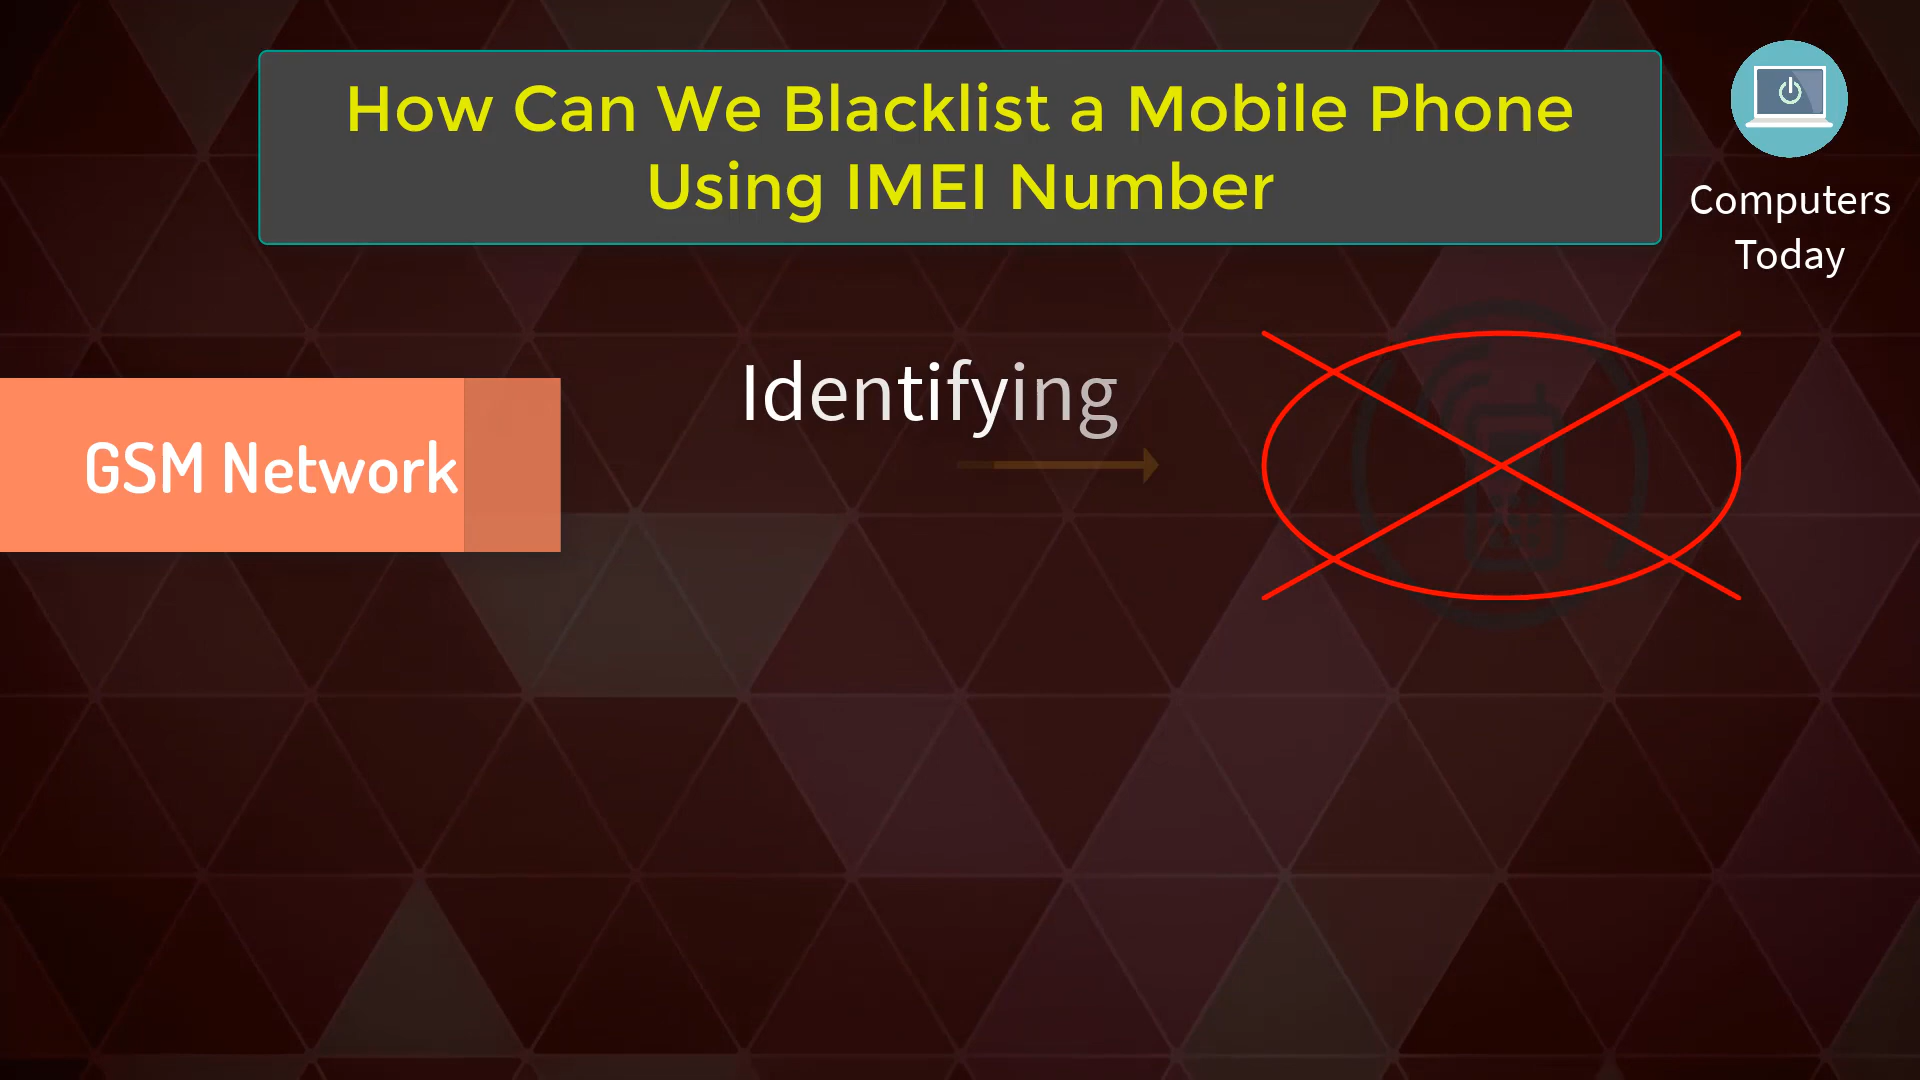 How Can We Blacklist a Mobile Phone
Using IMEI Number
Computers
Today
Identifying
GSM Network